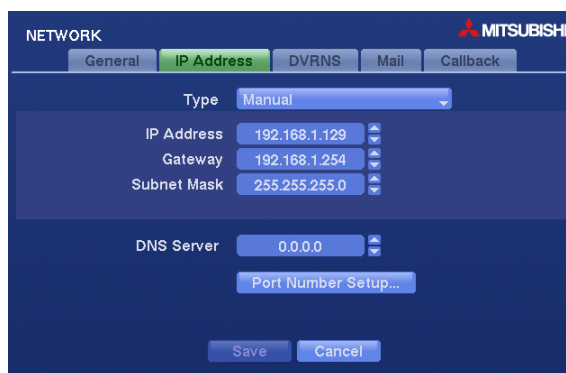 NETWORK
MITSUBISHI
General IP Address DVRNS Mail Callback
Type Manual
IP Address 192.168.1.129
Gateway 192.168.1.254
Subnet Mask 255.255.255.0
DNS Server 0.0.0.0
Port Number Setup...
Save Cancel